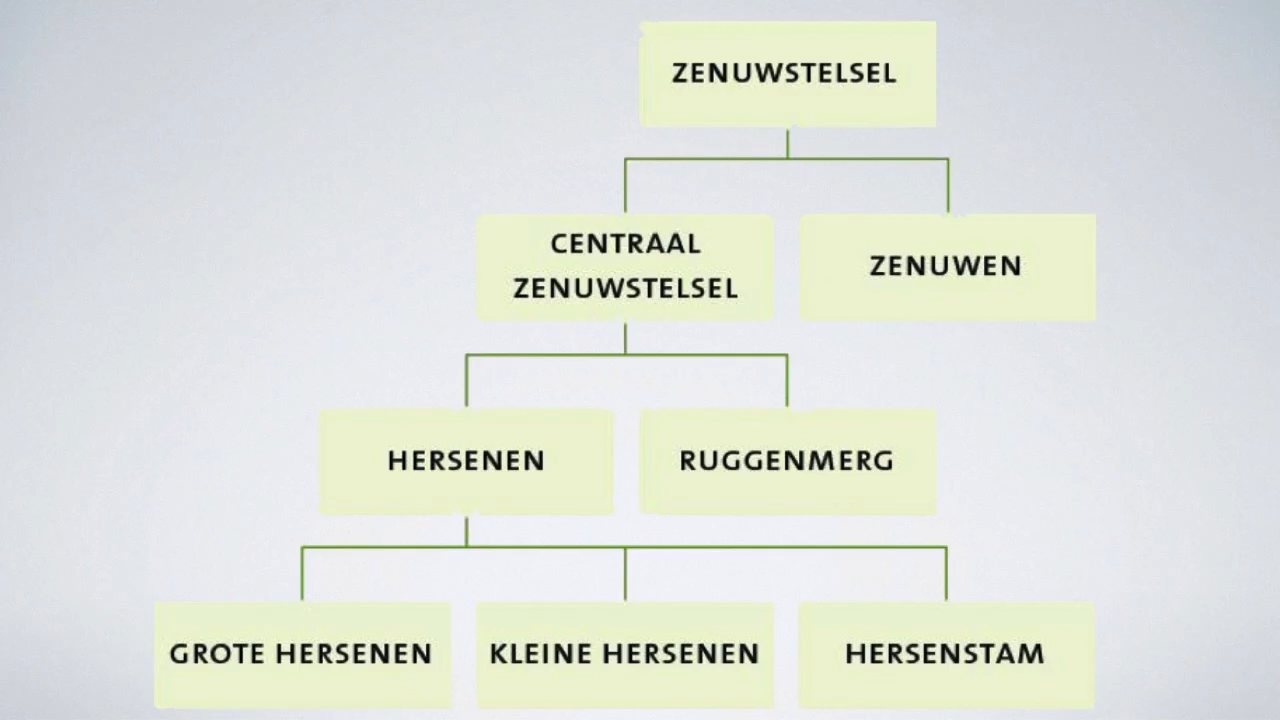 ZENUWSTELSEL
CENTRAAL
ZENUWSTELSEL
ZENUWEN
HERSENEN
RUGGENMERG
GROTE HERSENEN
KLEINE HERSENEN
HERSENSTAM